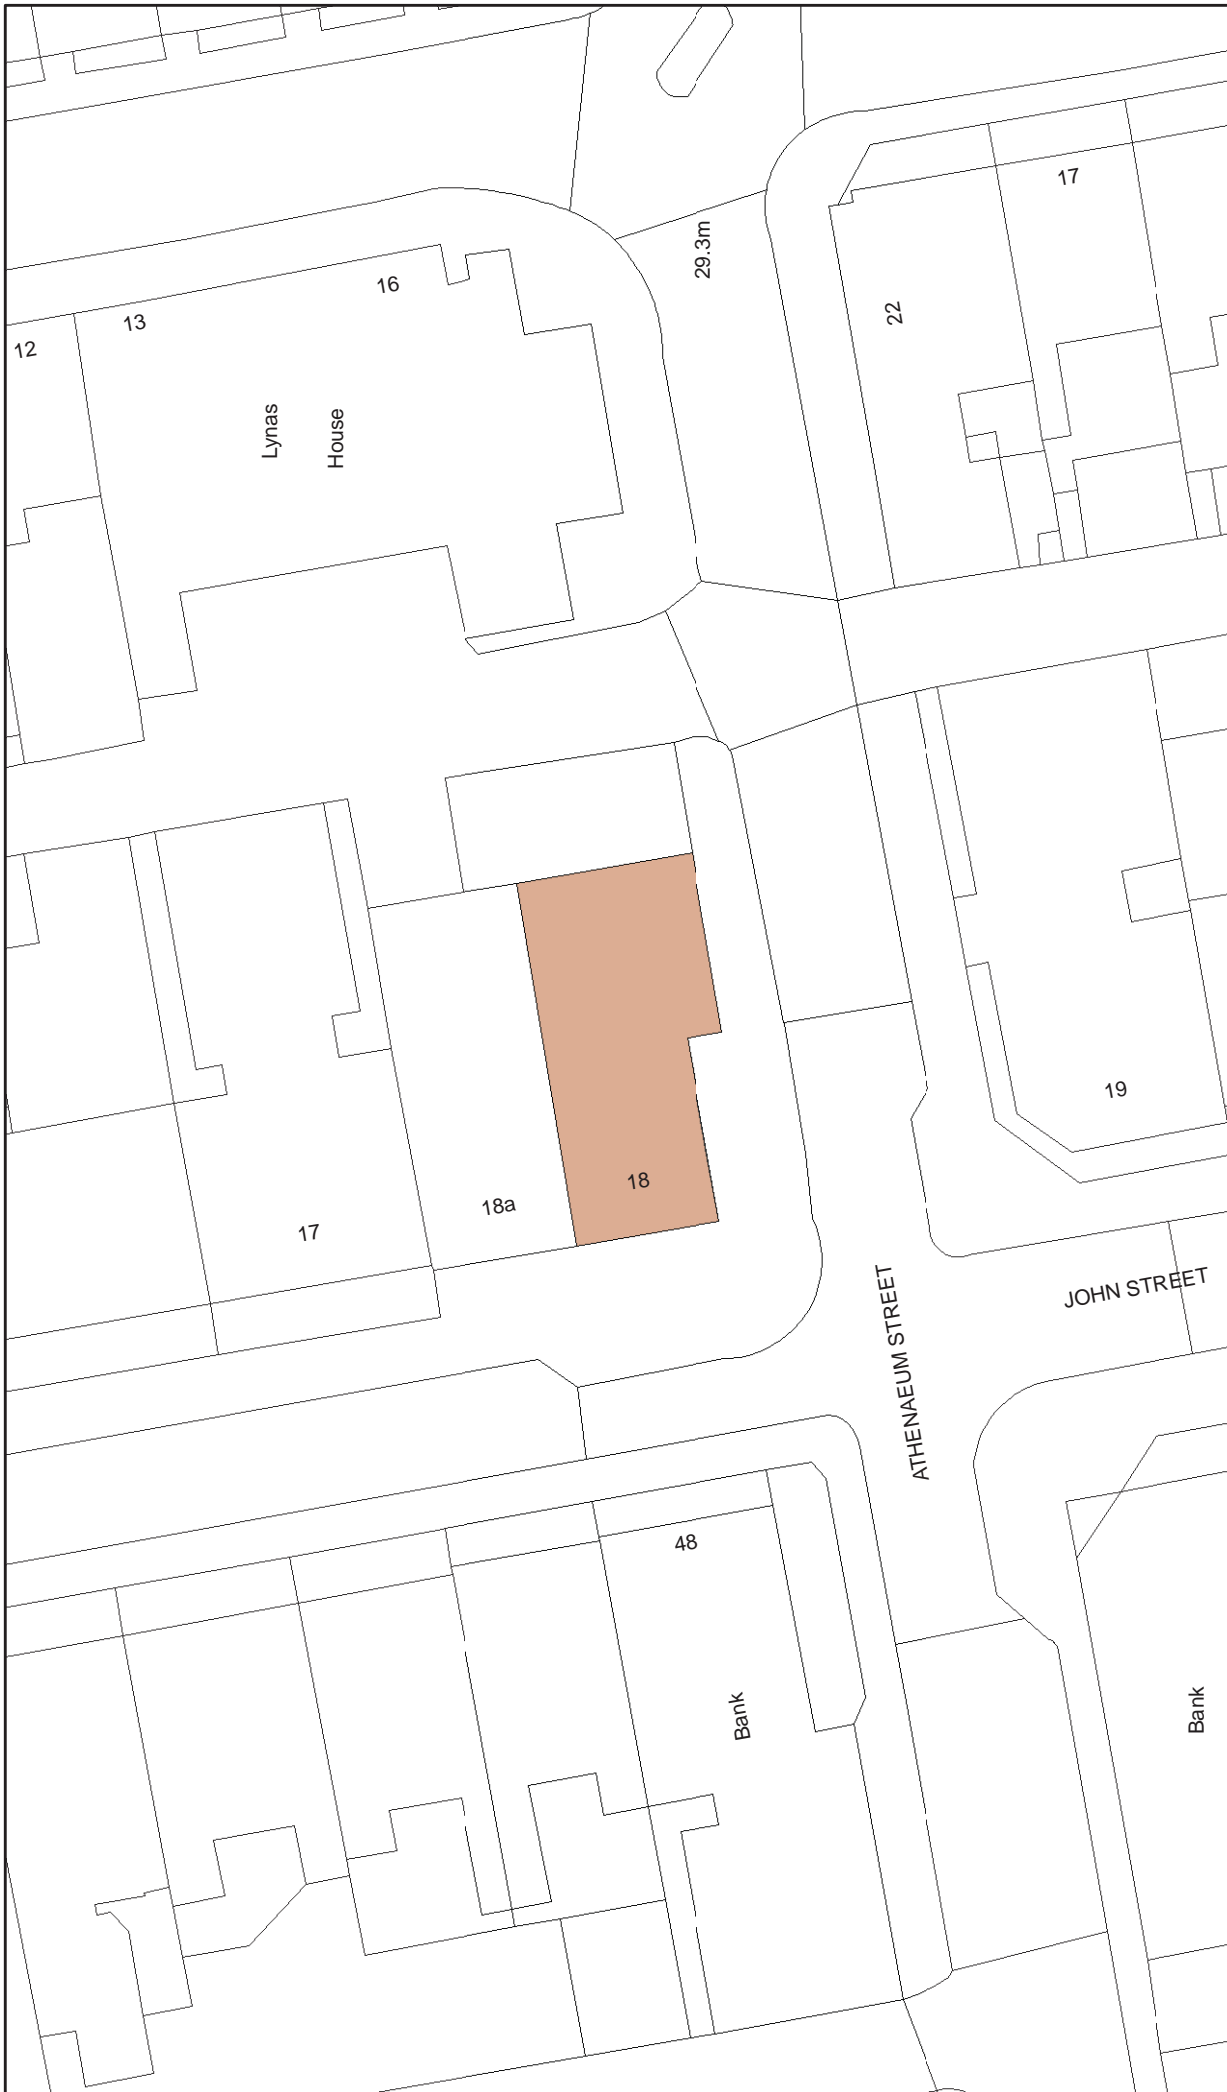 17
29.3m
16
22
13
12
Lynas
House
19
18
18a
17
JOHN STREET
ATHENAEUM STREET
48
Bank
Bank